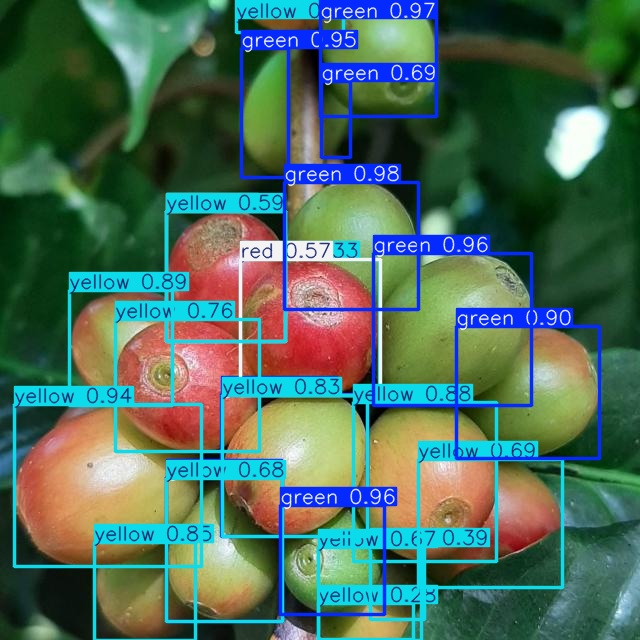 yellow 0
green 0.97
green 0.95
green 0.69
green 0.98
yellow 0.59
red 0.57
33
green 0.96
yellow 0.89
yellow 0.76
green 0.90
yellow 0.94
yellow 0.83
yellow 0.88
yellow 0.69
yellow 0.68
green 0.96
yellow 0.85
yellow 0.67
0.39
yellow 0.28